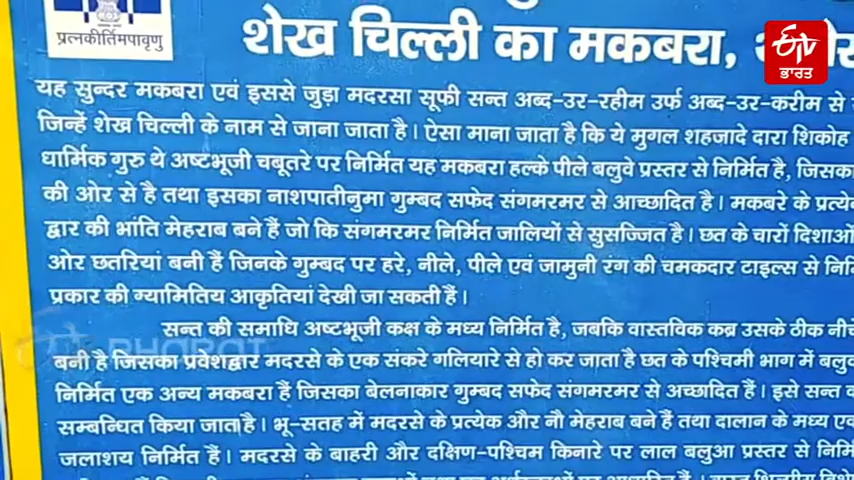 प्रत्नकीर्तिमपावृणु
शेख चिल्ली का मकबरा,
ETV
भारत
यह सुन्दर मकबरा एवं इससे जुड़ा मदरसा सूफी सन्त अब्द-उर-रहीम उर्फ अब्द-उर-करीम से
जिन्हें शेख चिल्ली के नाम से जाना जाता है। ऐसा माना जाता है कि ये मुगल शहजादे दारा शिकोह
धार्मिक गुरु थे अष्टभूजी चबूतरे पर निर्मित यह मकबरा हल्के पीले बलुवे प्रस्तर से निर्मित है, जिसका
की ओर से है तथा इसका नाशपातीनुमा गुम्बद सफेद संगमरमर से आच्छादित है। मकबरे के प्रत्येक
द्वार की भांति मेहराब बने हैं जो कि संगमरमर निर्मित जालियों से सुसज्जित है। छत के चारों दिशाओं
ओर छतरियां बनी हैं जिनके गुम्बद पर हरे, नीले, पीले एवं जामुनी रंग की चमकदार टाइल्स से
प्रकार की ग्यामितिय आकृतियां देखी जा सकती है।
सन्त की समाधि अष्टभूजी कक्ष के मध्य निर्मित है, जबकि वास्तविक कब्र उसके ठीक नीचे
बनी है जिसका प्रवेशद्वार मदरसे के एक संकरे गलियारे से हो कर जाता है छत के पश्चिमी भाग में
निर्मित एक अन्य मकबरा हैं जिसका बेलनाकार गुम्बद सफेद संगमरमर से अच्छादित हैं। इसे सन्त
सम्बन्धित किया जाता है। भू-सतह में मदरसे के प्रत्येक और नौ मेहराब बने हैं तथा दालान के मध्य
जलाशय निर्मित हैं। मदरसे के बाहरी और दक्षिण-पश्चिम किनारे पर लाल बलुआ प्रस्तर से